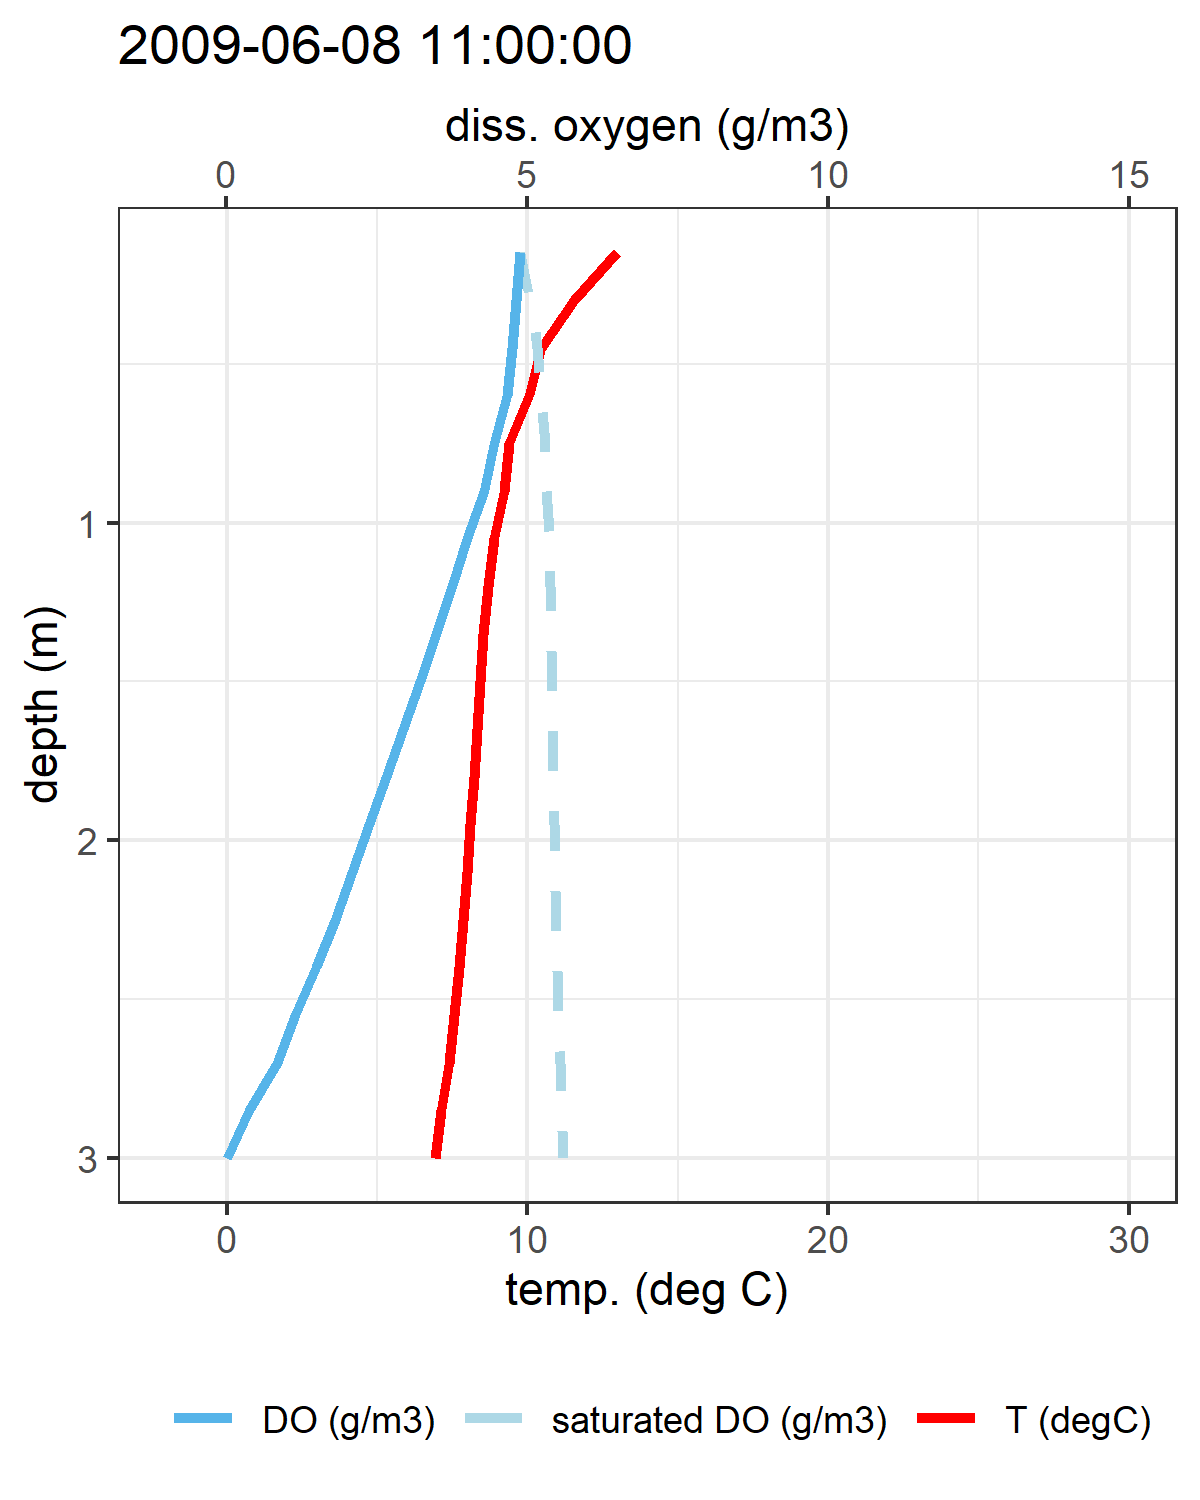 2009-06-08 11:00:00
diss. oxygen (g/m3)
0 5 10 15
depth (m)
1
2
3
0 10 20 30
temp. (deg C)
DO (g/m3) saturated DO (g/m3) T (degC)